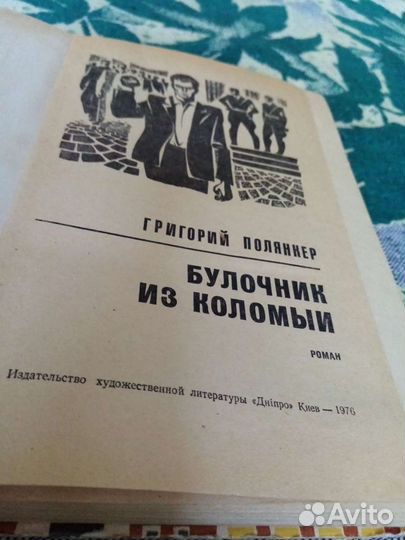 ГРИГОРИЙ ПОЛЯНКЕР
БУЛОЧНИК
ИЗ КОЛОМЫИ
РОМАН
Издательство художественной литературы «Дніпро» Киев — 1976
Avito